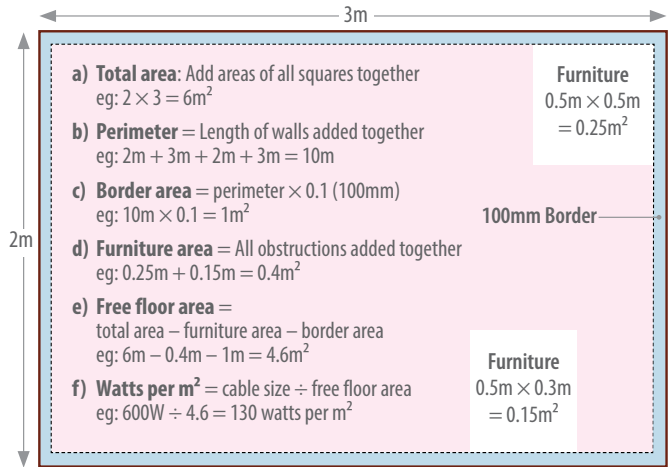 3m
a) Total area: Add areas of all squares together
eg: 2 × 3 = 6m²
b) Perimeter = Length of walls added together
eg: 2m + 3m + 2m + 3m = 10m
c) Border area = perimeter × 0.1 (100mm)
eg: 10m × 0.1 = 1m²
d) Furniture area = All obstructions added together
eg: 0.25m + 0.15m = 0.4m²
e) Free floor area =
total area – furniture area – border area
eg: 6m – 0.4m – 1m = 4.6m²
f) Watts per m² = cable size ÷ free floor area
eg: 600W ÷ 4.6 = 130 watts per m²
Furniture
0.5m × 0.5m
= 0.25m²
100mm Border
2m
Furniture
0.5m × 0.3m
= 0.15m²